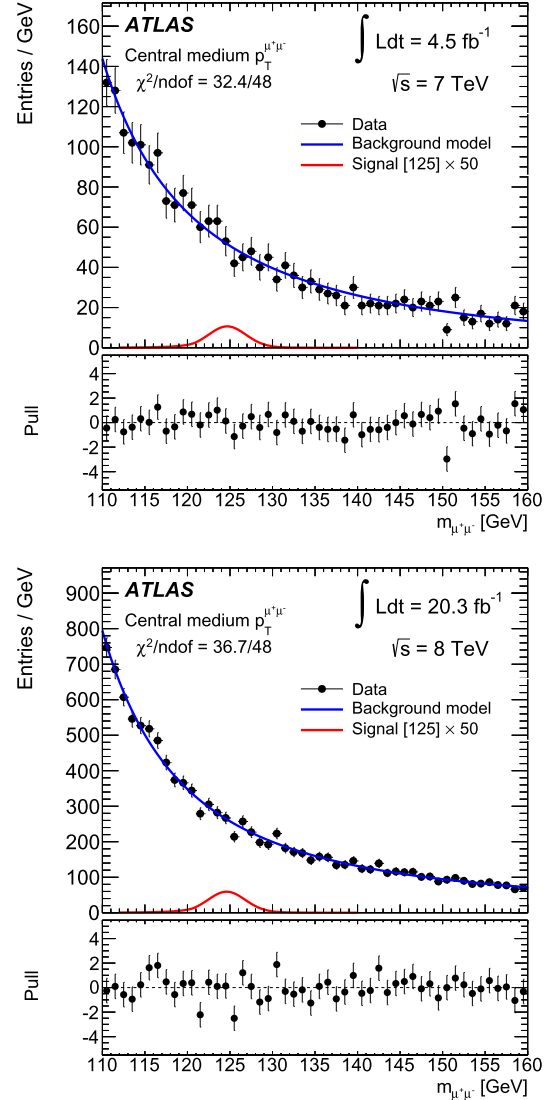 ATLAS
Central medium p_T^{μ⁺μ⁻}
χ²/ndof = 32.4/48
∫ Ldt = 4.5 fb⁻¹
√s = 7 TeV
Data
Background model
Signal [125] × 50
Entries / GeV
160
140
120
100
80
60
40
20
0
Pull
4
2
0
-2
-4
110 115 120 125 130 135 140 145 150 155 160
m_{μ⁺μ⁻} [GeV]
ATLAS
Central medium p_T^{μ⁺μ⁻}
χ²/ndof = 36.7/48
∫ Ldt = 20.3 fb⁻¹
√s = 8 TeV
Data
Background model
Signal [125] × 50
Entries / GeV
900
800
700
600
500
400
300
200
100
0
Pull
4
2
0
-2
-4
110 115 120 125 130 135 140 145 150 155 160
m_{μ⁺μ⁻} [GeV]